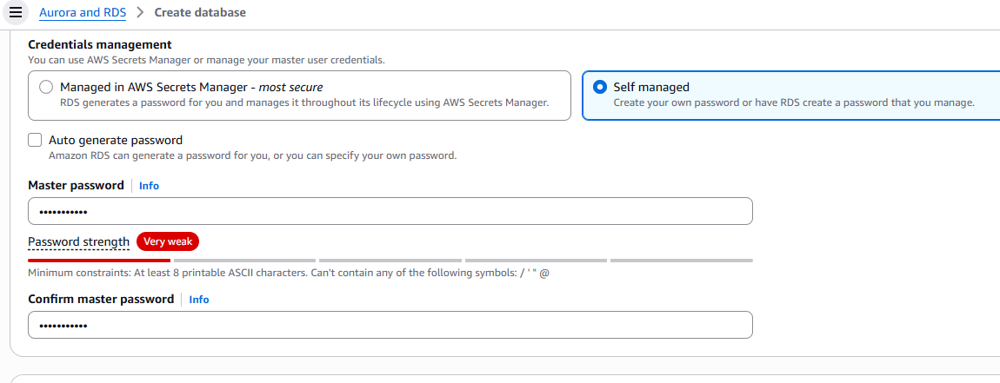 Aurora and RDS > Create database
Credentials management
You can use AWS Secrets Manager or manage your master user credentials.
Managed in AWS Secrets Manager - most secure
RDS generates a password for you and manages it throughout its lifecycle using AWS Secrets Manager.
Self managed
Create your own password or have RDS create a password that you manage.
Auto generate password
Amazon RDS can generate a password for you, or you can specify your own password.
Master password | Info
•••••••••••
Password strength Very weak
Minimum constraints: At least 8 printable ASCII characters. Can't contain any of the following symbols: / ' " @
Confirm master password | Info
•••••••••••